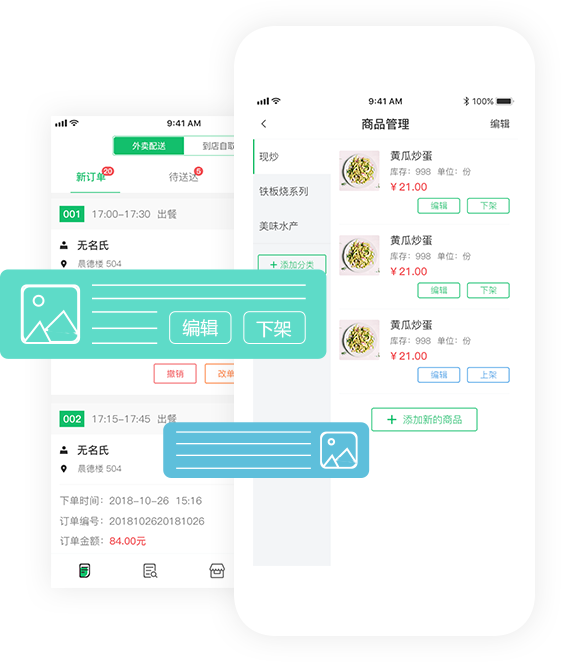 9:41 AM
外卖配送
到店自取
新订单 20
待送达 5
001 17:00-17:30 出餐
无名氏
晨德楼 504
编辑 下架
撤销 改单
002 17:15-17:45 出餐
无名氏
晨德楼 504
下单时间: 2018-10-26 15:16
订单编号: 2018102620181026
订单金额: 84.00元
9:41 AM 100%
商品管理 编辑
现炒
铁板烧系列
美味水产
+ 添加分类
黄瓜炒蛋
库存: 998 单位: 份
¥21.00
编辑 下架
黄瓜炒蛋
库存: 998 单位: 份
¥21.00
编辑 下架
黄瓜炒蛋
库存: 998 单位: 份
¥21.00
编辑 上架
+ 添加新的商品